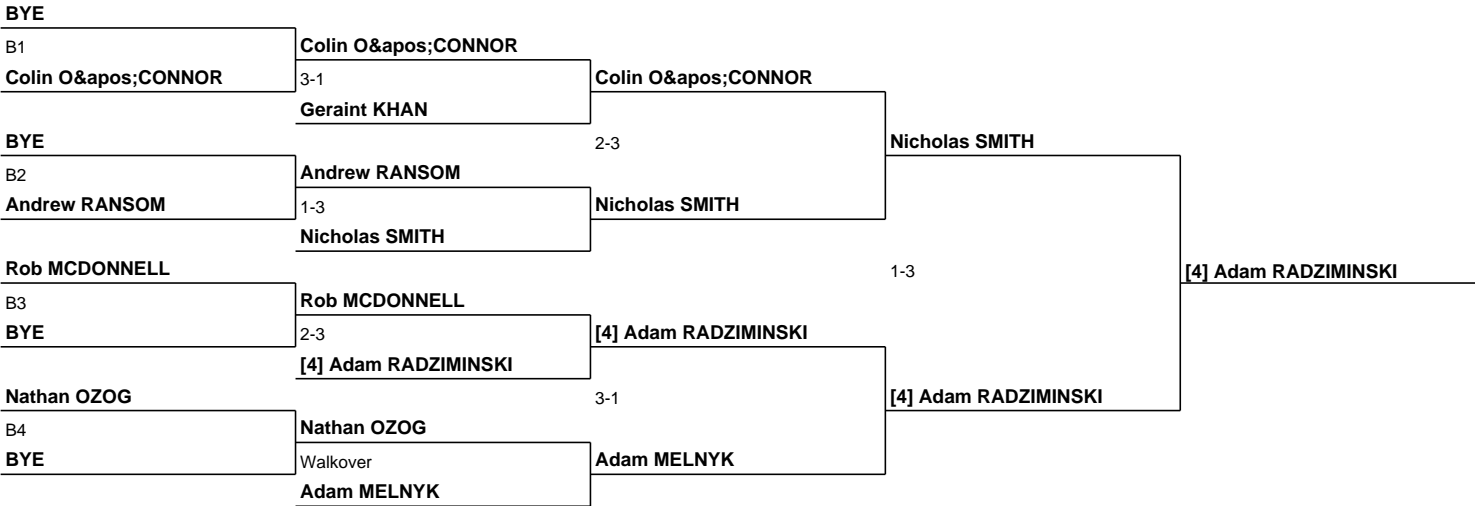 BYE
B1
Colin O&apos;CONNOR
Colin O&apos;CONNOR
3-1
Geraint KHAN
Colin O&apos;CONNOR
BYE
B2
Andrew RANSOM
Andrew RANSOM
1-3
Nicholas SMITH
2-3
Nicholas SMITH
Nicholas SMITH
Rob MCDONNELL
B3
BYE
Rob MCDONNELL
2-3
[4] Adam RADZIMINSKI
[4] Adam RADZIMINSKI
Nathan OZOG
B4
BYE
Nathan OZOG
Walkover
Adam MELNYK
3-1
Adam MELNYK
[4] Adam RADZIMINSKI
1-3
[4] Adam RADZIMINSKI